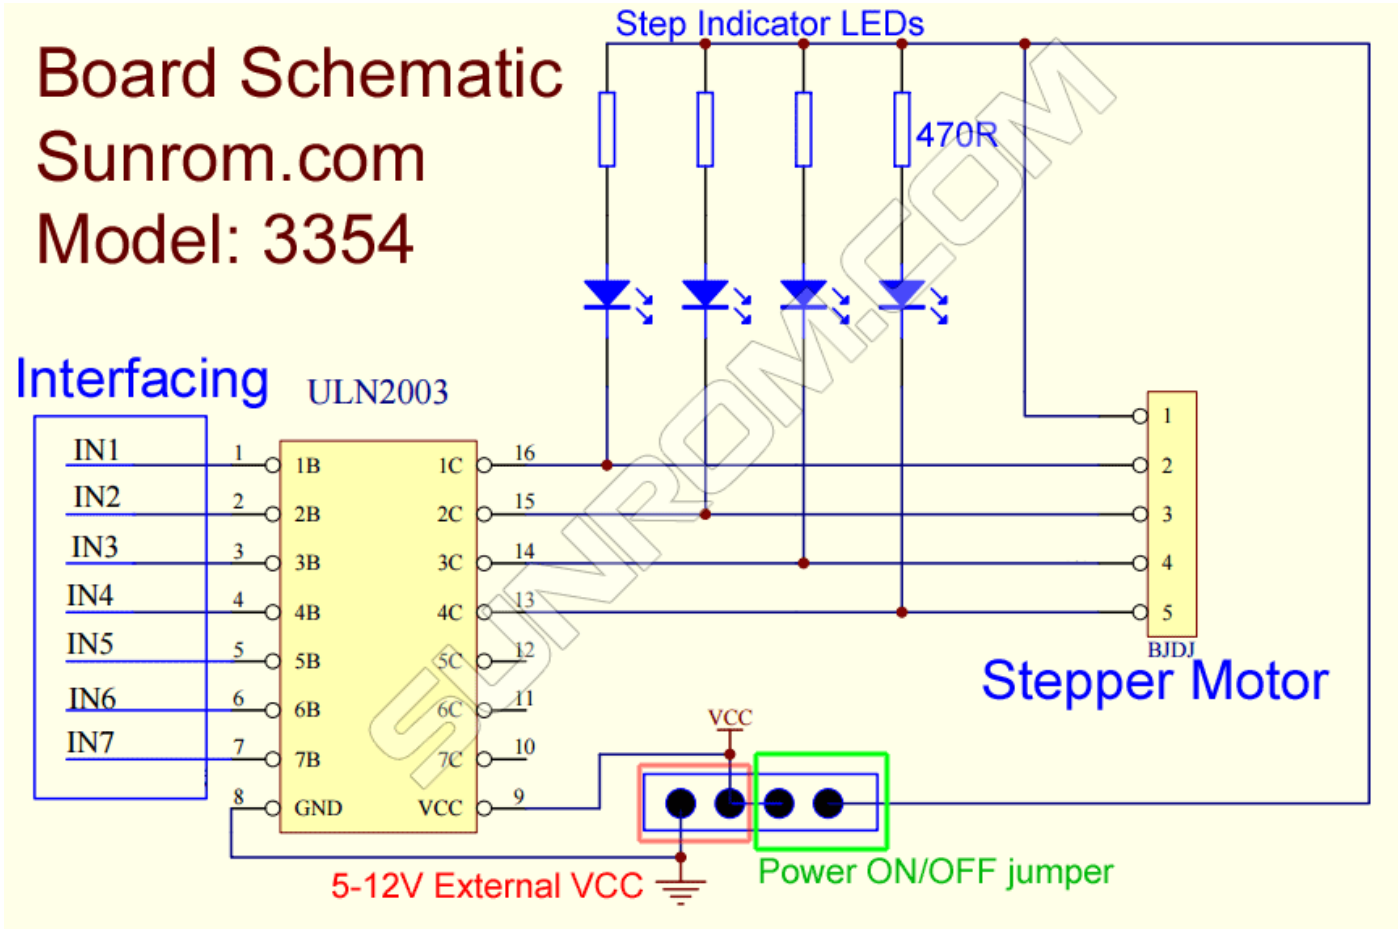 Step Indicator LEDs
Board Schematic
Sunrom.com
Model: 3354
470R
SUNROM.COM
Interfacing
ULN2003
IN1 1 1B 1C 16
IN2 2 2B 2C 15
IN3 3 3B 3C 14
IN4 4 4B 4C 13
IN5 5 5B 5C 12
IN6 6 6B 6C 11
IN7 7 7B 7C 10
8 GND VCC 9
1
2
3
4
5
BJDJ
Stepper Motor
VCC
5-12V External VCC
Power ON/OFF jumper